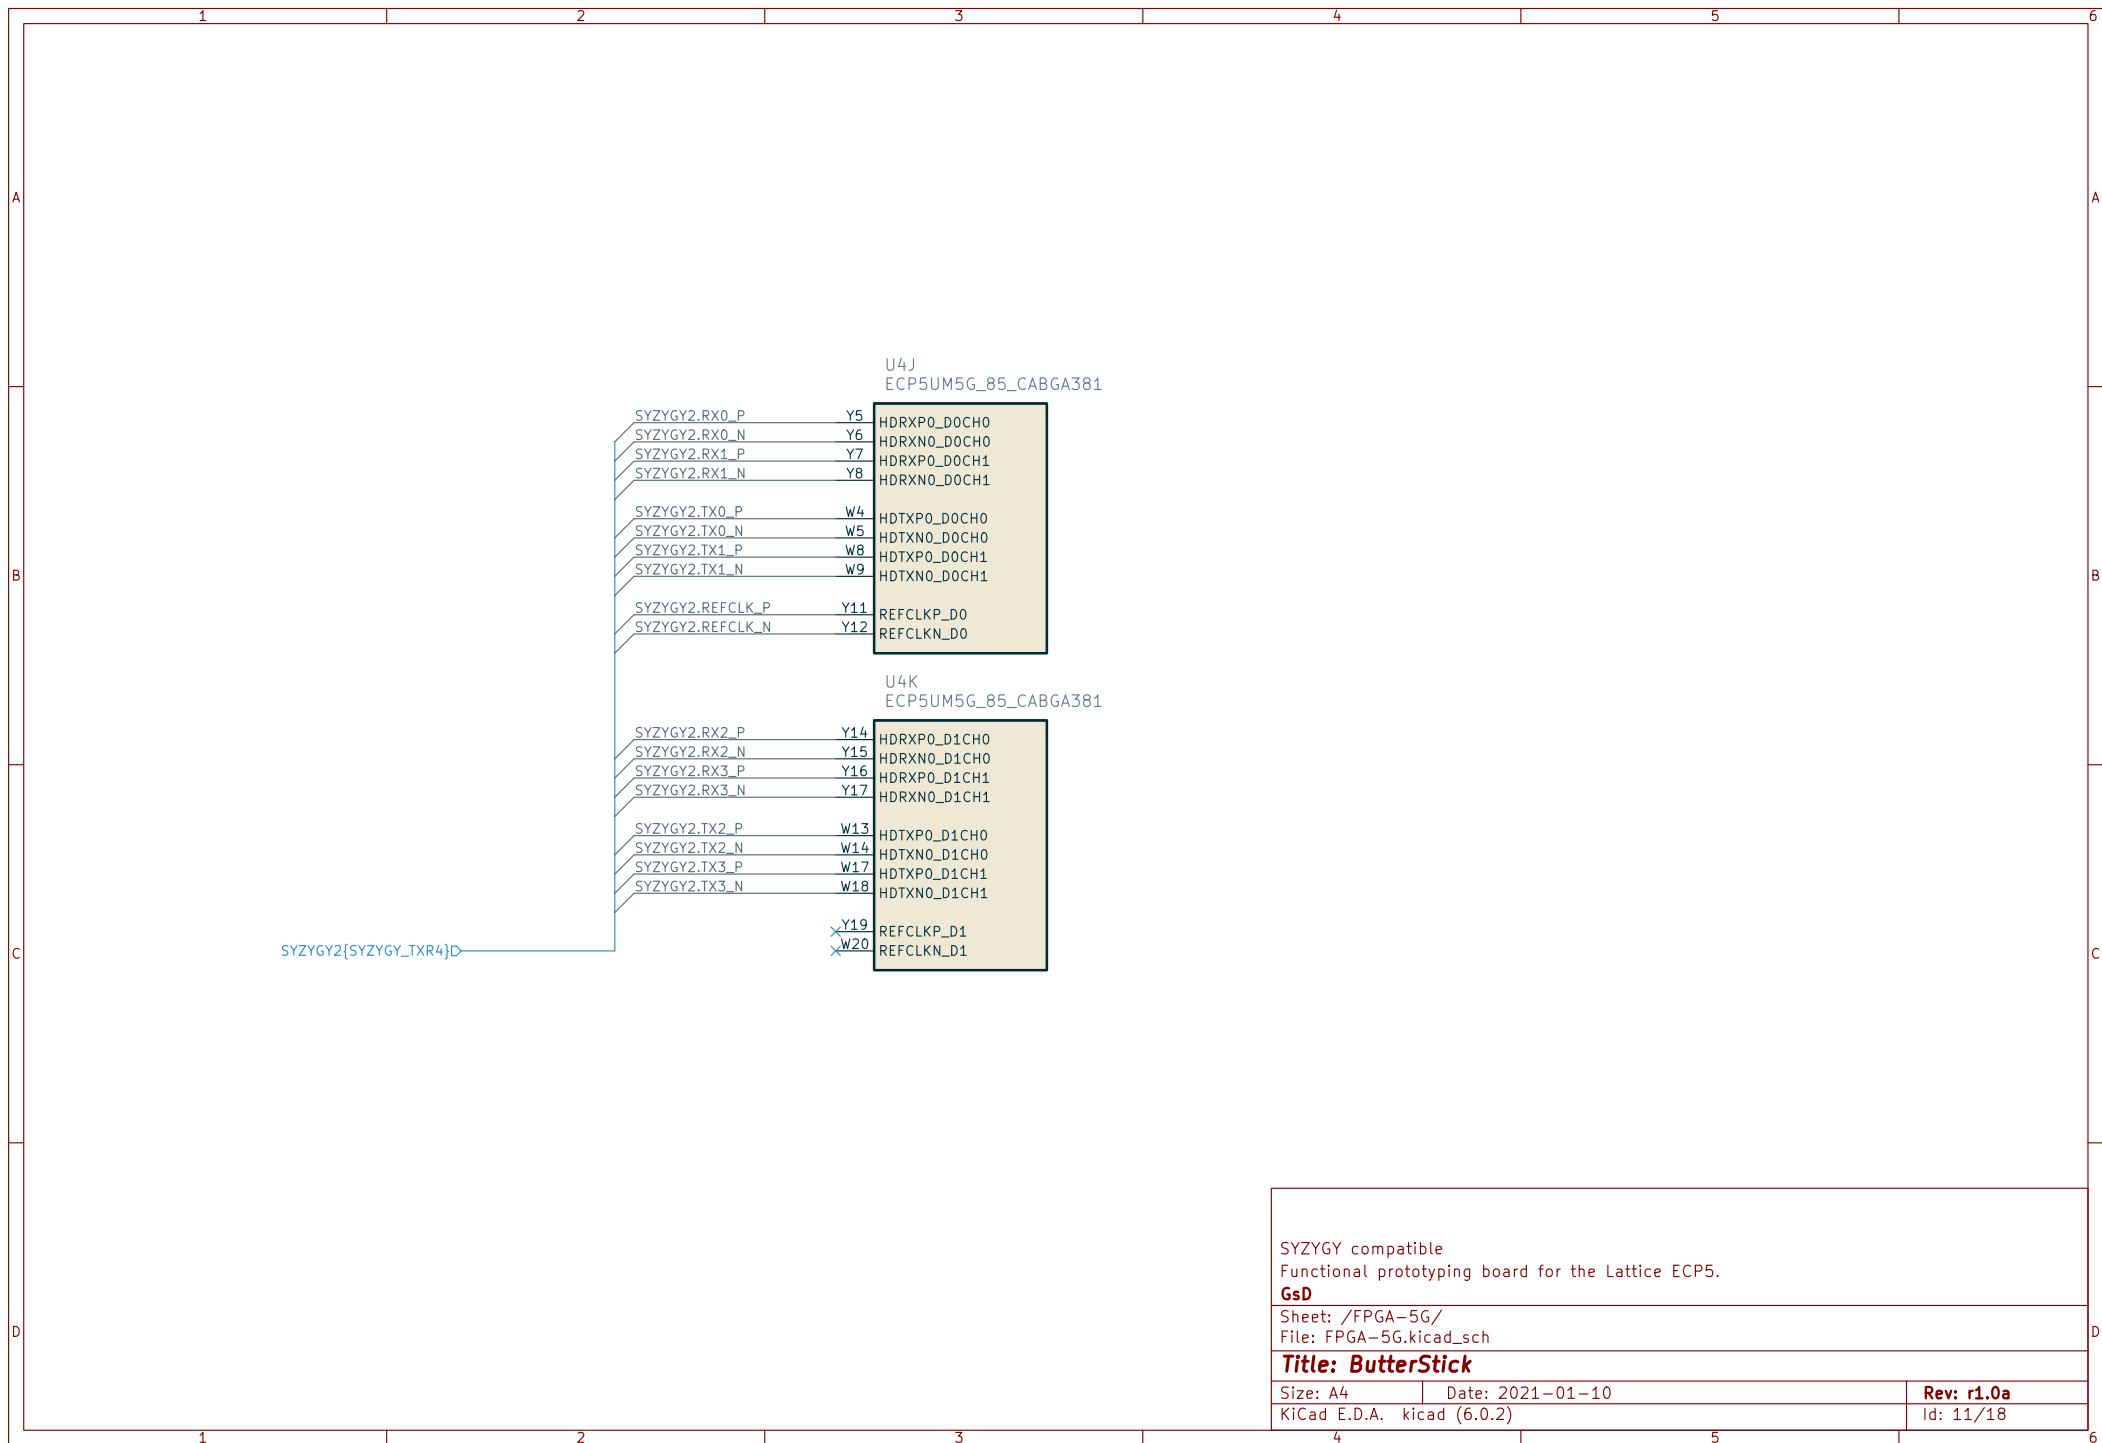 1 2 3 4 5 6
A A
U4J
ECP5UM5G_85_CABGA381
SYZYGY2.RX0_P Y5 HDRXP0_D0CH0
SYZYGY2.RX0_N Y6 HDRXN0_D0CH0
SYZYGY2.RX1_P Y7 HDRXP0_D0CH1
SYZYGY2.RX1_N Y8 HDRXN0_D0CH1
SYZYGY2.TX0_P W4 HDTXP0_D0CH0
SYZYGY2.TX0_N W5 HDTXN0_D0CH0
SYZYGY2.TX1_P W8 HDTXP0_D0CH1
SYZYGY2.TX1_N W9 HDTXN0_D0CH1
B B
SYZYGY2.REFCLK_P Y11 REFCLKP_D0
SYZYGY2.REFCLK_N Y12 REFCLKN_D0
U4K
ECP5UM5G_85_CABGA381
SYZYGY2.RX2_P Y14 HDRXP0_D1CH0
SYZYGY2.RX2_N Y15 HDRXN0_D1CH0
SYZYGY2.RX3_P Y16 HDRXP0_D1CH1
SYZYGY2.RX3_N Y17 HDRXN0_D1CH1
SYZYGY2.TX2_P W13 HDTXP0_D1CH0
SYZYGY2.TX2_N W14 HDTXN0_D1CH0
SYZYGY2.TX3_P W17 HDTXP0_D1CH1
SYZYGY2.TX3_N W18 HDTXN0_D1CH1
Y19 REFCLKP_D1
SYZYGY2{SYZYGY_TXR4} W20 REFCLKN_D1
C C
SYZYGY compatible
Functional prototyping board for the Lattice ECP5.
GsD
Sheet: /FPGA-5G/
File: FPGA-5G.kicad_sch
D D
Title: ButterStick
Size: A4 Date: 2021-01-10 Rev: r1.0a
KiCad E.D.A. kicad (6.0.2) Id: 11/18
1 2 3 4 5 6